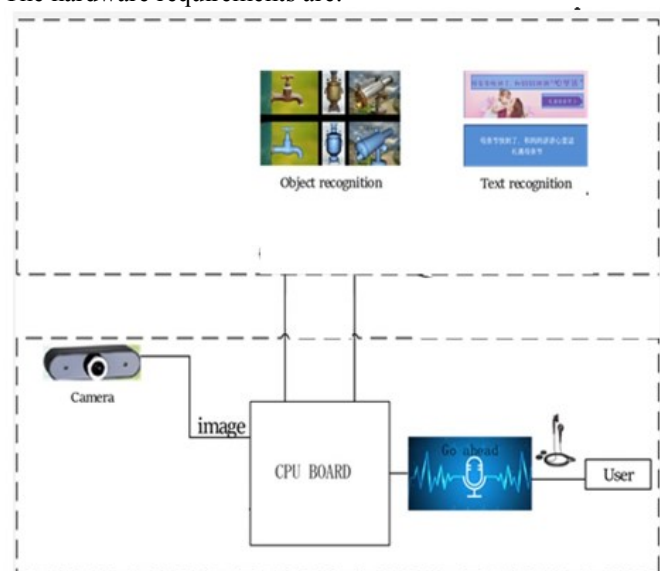 The hardware requirements are:
Object recognition
Text recognition
Camera
image
CPU BOARD
Go ahead
User